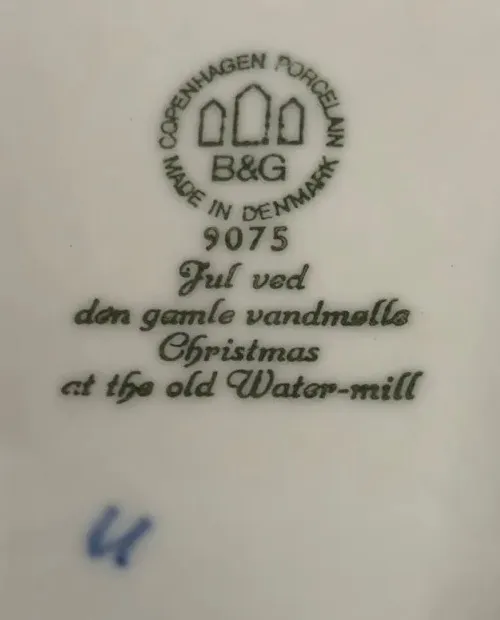 COPENHAGEN PORCELAIN
B&G
MADE IN DENMARK
9075
Jul ved
den gamle vandmølle
Christmas
at the old Water-mill